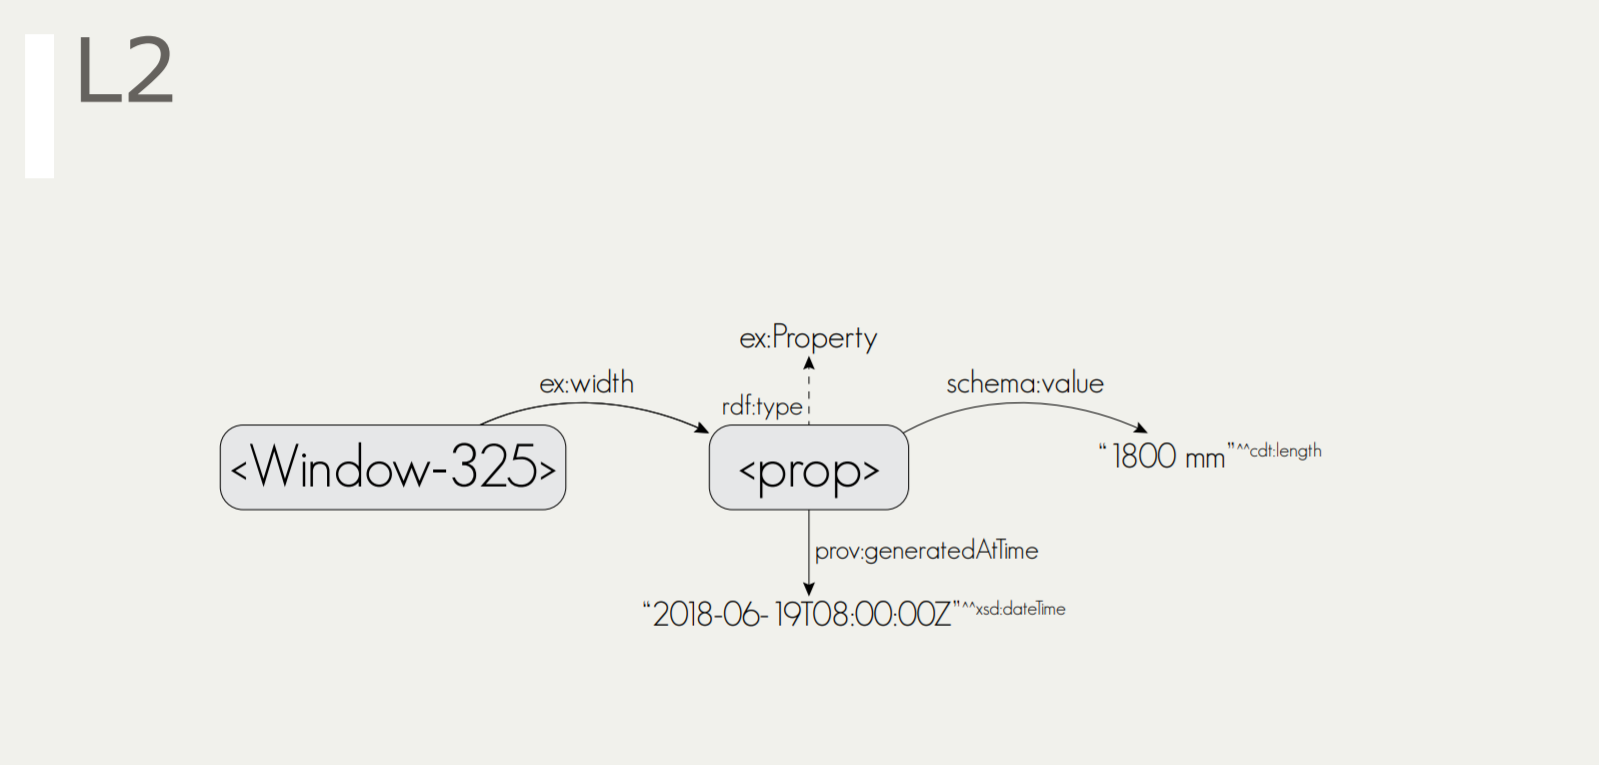 L2
ex:Property
ex:width
schema:value
rdf:type
<Window-325>
<prop>
“1800 mm”^^cdt:length
prov:generatedAtTime
“2018-06-19T08:00:00Z”^^xsd:dateTime